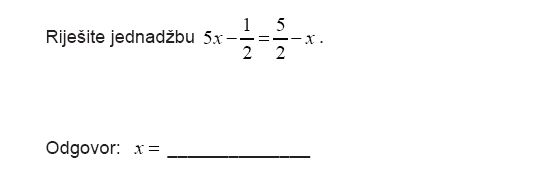 Riješite jednadžbu 5x − 1/2 = 5/2 − x .
Odgovor: x = ______________